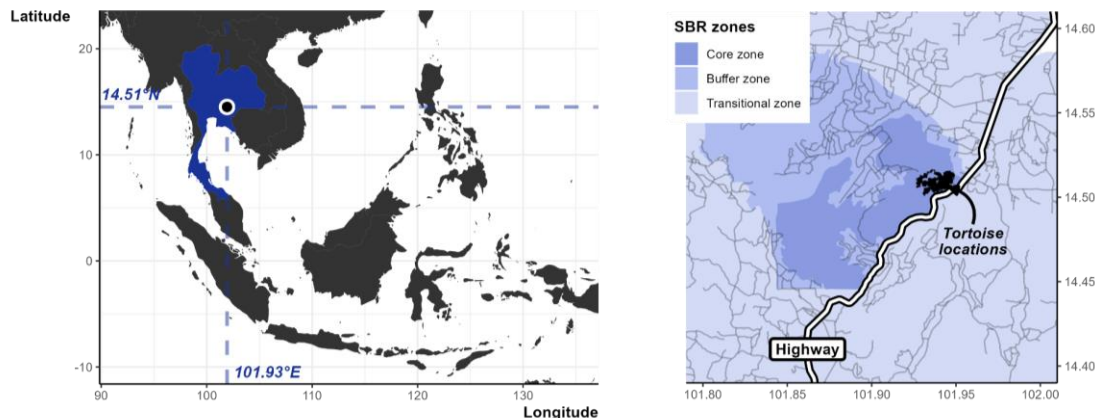 Latitude
20
10
0
-10
14.51°N
101.93°E
90
100
110
120
130
Longitude
SBR zones
Core zone
Buffer zone
Transitional zone
Tortoise
locations
Highway
14.60
14.55
14.50
14.45
14.40
101.80
101.85
101.90
101.95
102.00